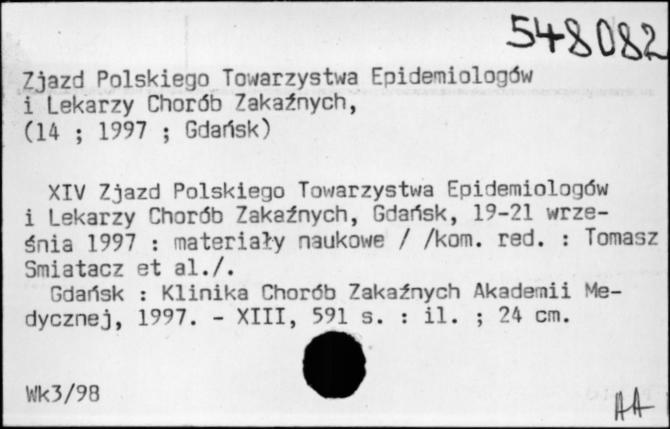 548082
Zjazd Polskiego Towarzystwa Epidemiologów
i Lekarzy Chorób Zakaźnych,
(14 ; 1997 ; Gdańsk)
XIV Zjazd Polskiego Towarzystwa Epidemiologów
i Lekarzy Chorób Zakaźnych, Gdańsk, 19-21 wrze-
śnia 1997 : materiały naukowe / /kom. red. : Tomasz
Smiatacz et al./.
Gdańsk : Klinika Chorób Zakaźnych Akademii Me-
dycznej, 1997. - XIII, 591 s. : il. ; 24 cm.
Wk3/98
AA